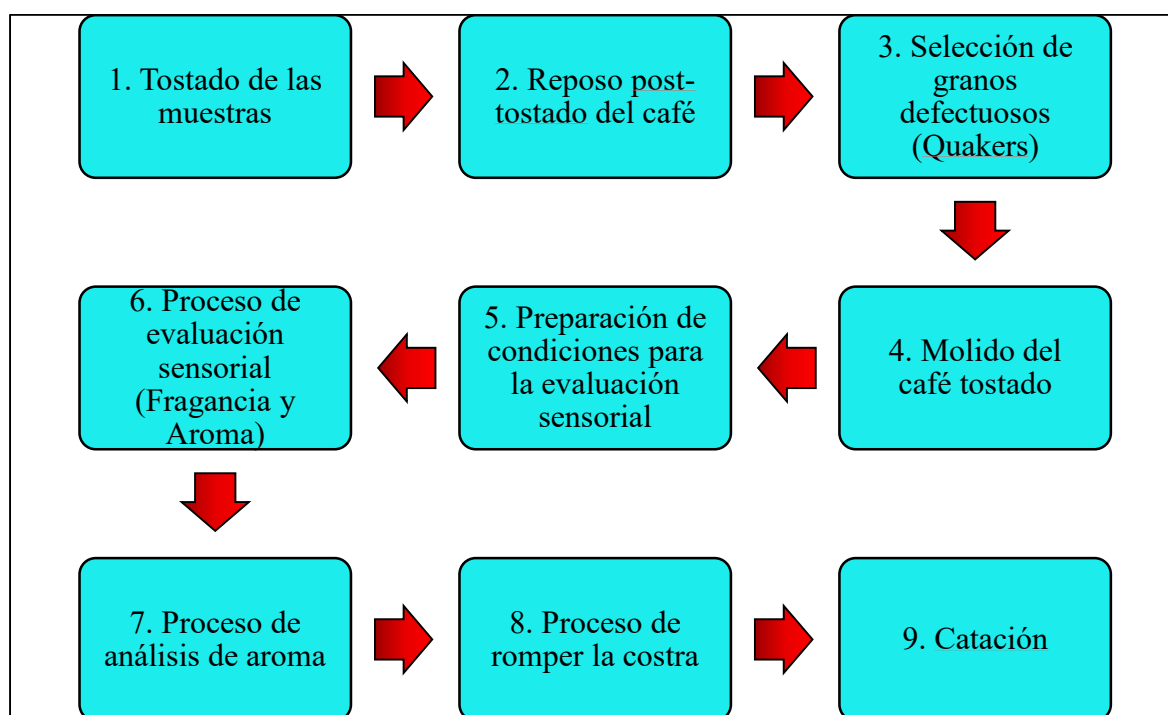 1. Tostado de las
muestras
2. Reposo post-
tostado del café
3. Selección de
granos
defectuosos
(Quakers)
4. Molido del
café tostado
5. Preparación de
condiciones para
la evaluación
sensorial
6. Proceso de
evaluación
sensorial
(Fragancia y
Aroma)
7. Proceso de
análisis de aroma
8. Proceso de
romper la costra
9. Catación